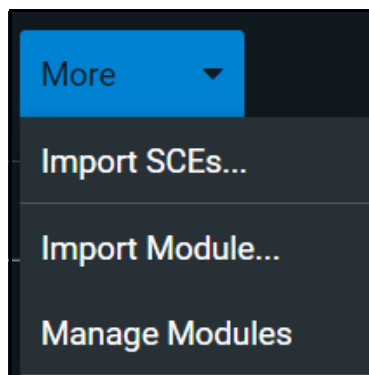 More
Import SCEs...
Import Module...
Manage Modules